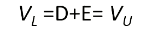 V_L =D+E= V_U